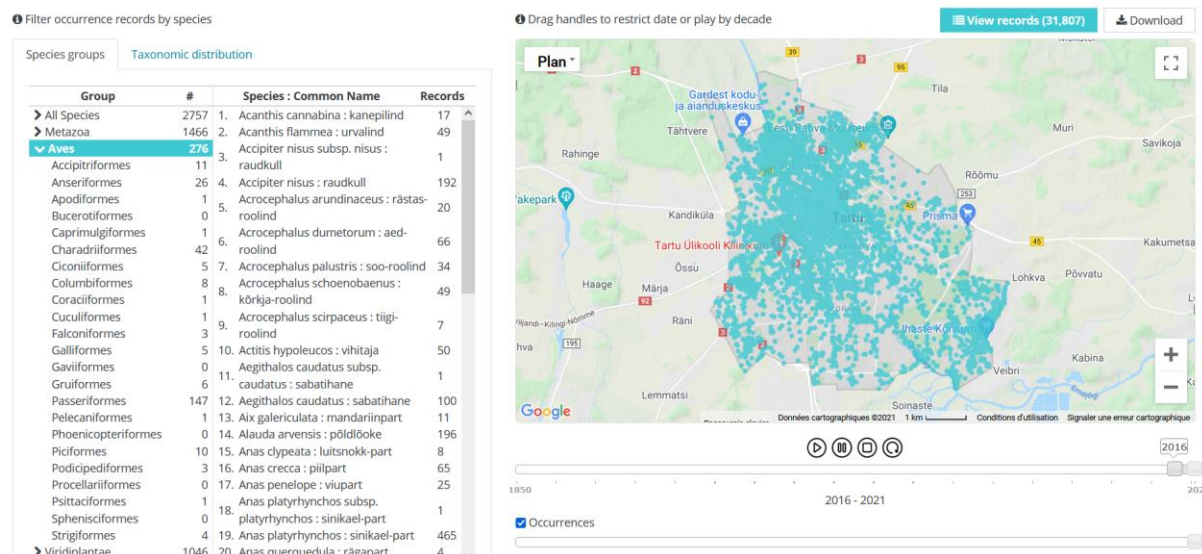 Filter occurrence records by species
Species groups
Taxonomic distribution
Group # Species : Common Name Records
All Species 2757
Metazoa 1466
Aves 276
Accipitriformes 11
Anseriformes 26
Apodiformes 1
Bucerotiformes 0
Caprimulgiformes 1
Charadriiformes 42
Ciconiiformes 5
Columbiformes 8
Coraciiformes 1
Cuculiformes 1
Falconiformes 3
Galliformes 5
Gaviiformes 0
Gruiformes 6
Passeriformes 147
Pelecaniformes 1
Phoenicopteriformes 0
Piciformes 10
Podicipediformes 3
Procellariiformes 0
Psittaciformes 1
Sphenisciformes 0
Strigiformes 4
Viridiplantae 1046
1. Acanthis cannabina : kanepilind 17
2. Acanthis flammea : urvalind 49
3. Accipiter nisus subsp. nisus :
raudkull 1
4. Accipiter nisus : raudkull 192
5. Acrocephalus arundinaceus : rästas-
roolind 20
6. Acrocephalus dumetorum : aed-
roolind 66
7. Acrocephalus palustris : soo-roolind 34
8. Acrocephalus schoenobaenus :
kõrkja-roolind 49
9. Acrocephalus scirpaceus : tiigi-
roolind 7
10. Actitis hypoleucos : vihitaja 50
11. Aegithalos caudatus subsp.
caudatus : sabatihane 1
12. Aegithalos caudatus : sabatihane 100
13. Aix galericulata : mandariinpart 11
14. Alauda arvensis : põldlõoke 196
15. Anas clypeata : luitsnokk-part 8
16. Anas crecca : piilpart 65
17. Anas penelope : viupart 25
18. Anas platyrhynchos subsp.
platyrhynchos : sinikael-part 1
19. Anas platyrhynchos : sinikael-part 465
20. Anas querquedula : rägapart 4
Drag handles to restrict date or play by decade
View records (31,807)
Download
Plan
39
3
2
95
Tila
Gardest kodu-
ja aianduskeskus
Eesti Rahva Muuseum
Tähtvere
Muri
Savikoja
Rahinge
Rõõmu
253
akepark
Kandiküla
Tartu
Prisma
45
Tartu Ülikooli Kliinikum
45
Kakumetsa
Õssu
Haage
Märja
Lohkva
Põvvatu
92
Viljandi–Kilingi-Nõmme
Räni
3
Ihaste Konsum
195
hva
Kabina
Veibri
Lemmatsi
Soinaste
Emajõgi
Google
Données cartographiques ©2021
1 km
Conditions d'utilisation
Signaler une erreur cartographique
2016
1850
202
2016 - 2021
Occurrences